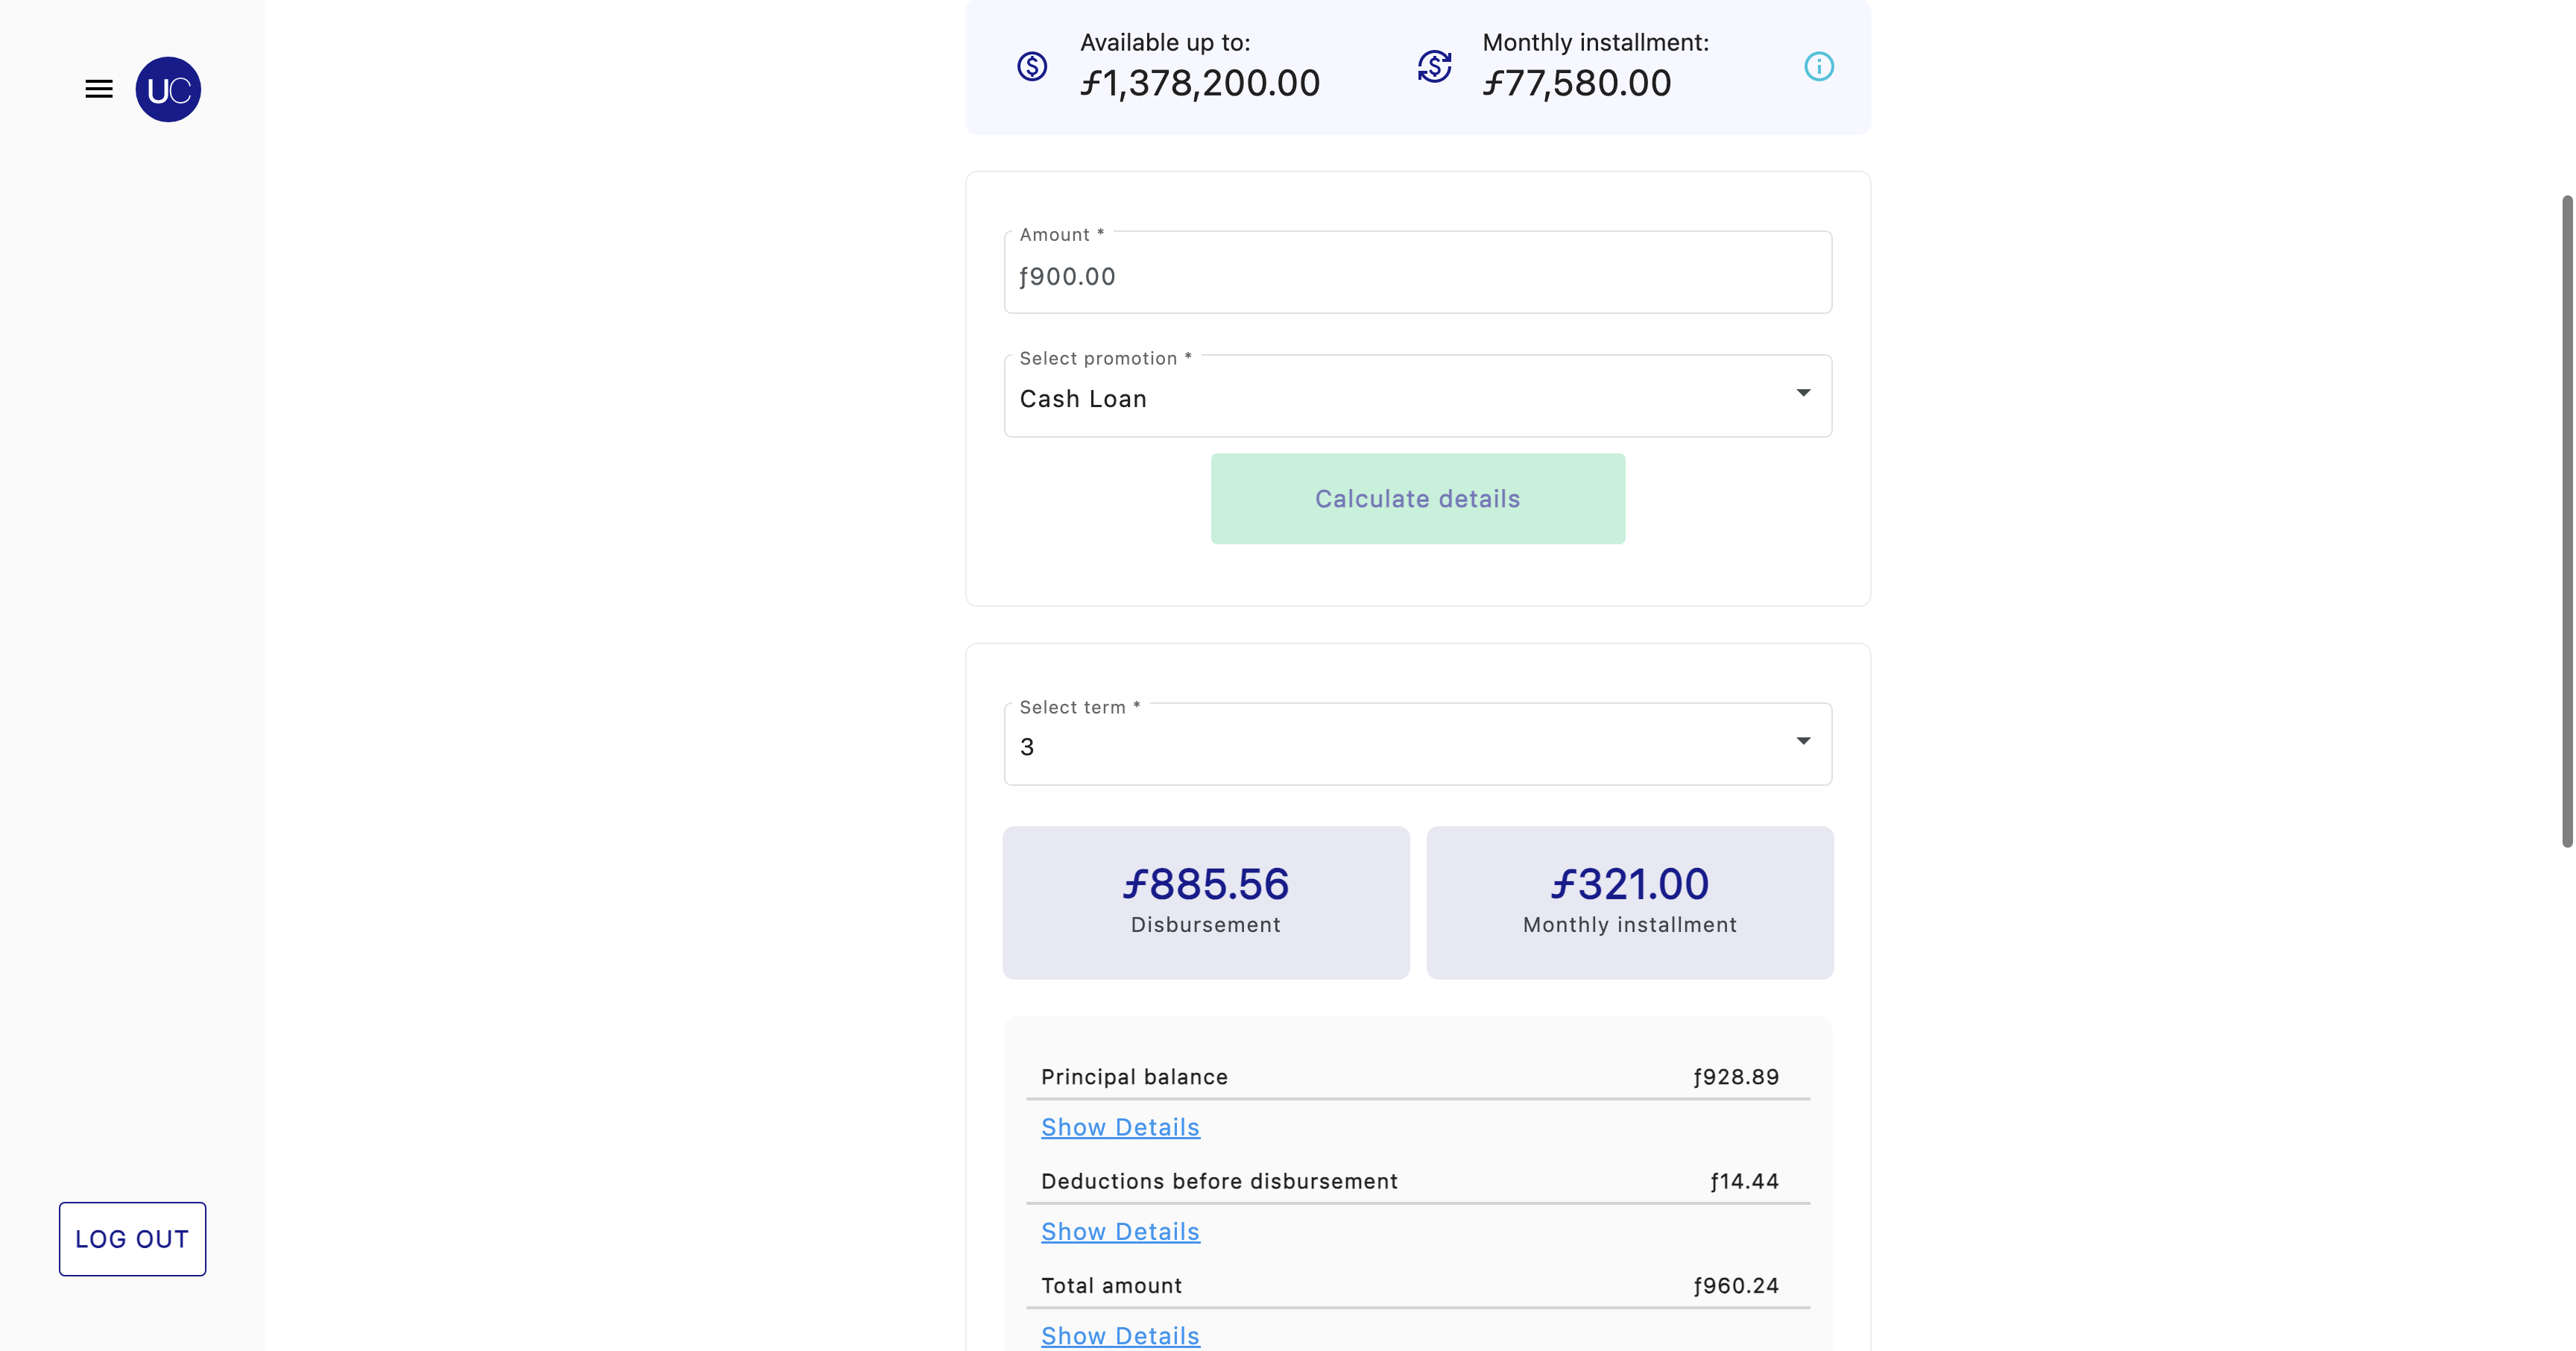 UC
Available up to:
ƒ1,378,200.00
Monthly installment:
ƒ77,580.00
Amount *
ƒ900.00
Select promotion *
Cash Loan
Calculate details
Select term *
3
ƒ885.56
Disbursement
ƒ321.00
Monthly installment
Principal balance ƒ928.89
Show Details
Deductions before disbursement ƒ14.44
Show Details
Total amount ƒ960.24
Show Details
LOG OUT